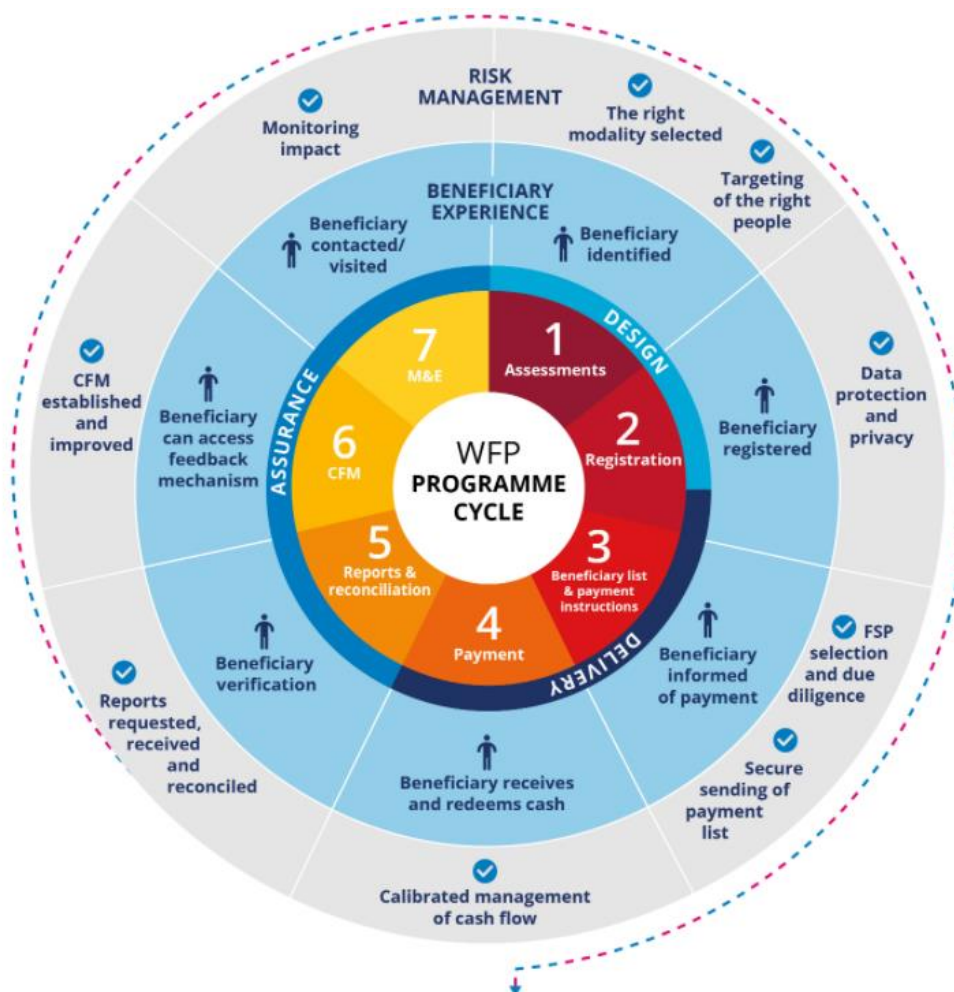 RISK
MANAGEMENT
The right
modality selected
Targeting
of the right
people
Data
protection
and
privacy
FSP
selection
and due
diligence
Secure
sending of
payment
list
Calibrated management
of cash flow
Reports
requested,
received
and
reconciled
CFM
established
and
improved
Monitoring
impact
BENEFICIARY
EXPERIENCE
Beneficiary
identified
Beneficiary
registered
Beneficiary
informed
of payment
Beneficiary receives
and redeems cash
Beneficiary
verification
Beneficiary
can access
feedback
mechanism
Beneficiary
contacted/
visited
DESIGN
DELIVERY
ASSURANCE
1
Assessments
2
Registration
3
Beneficiary list
& payment
instructions
4
Payment
5
Reports &
reconciliation
6
CFM
7
M&E
WFP
PROGRAMME
CYCLE